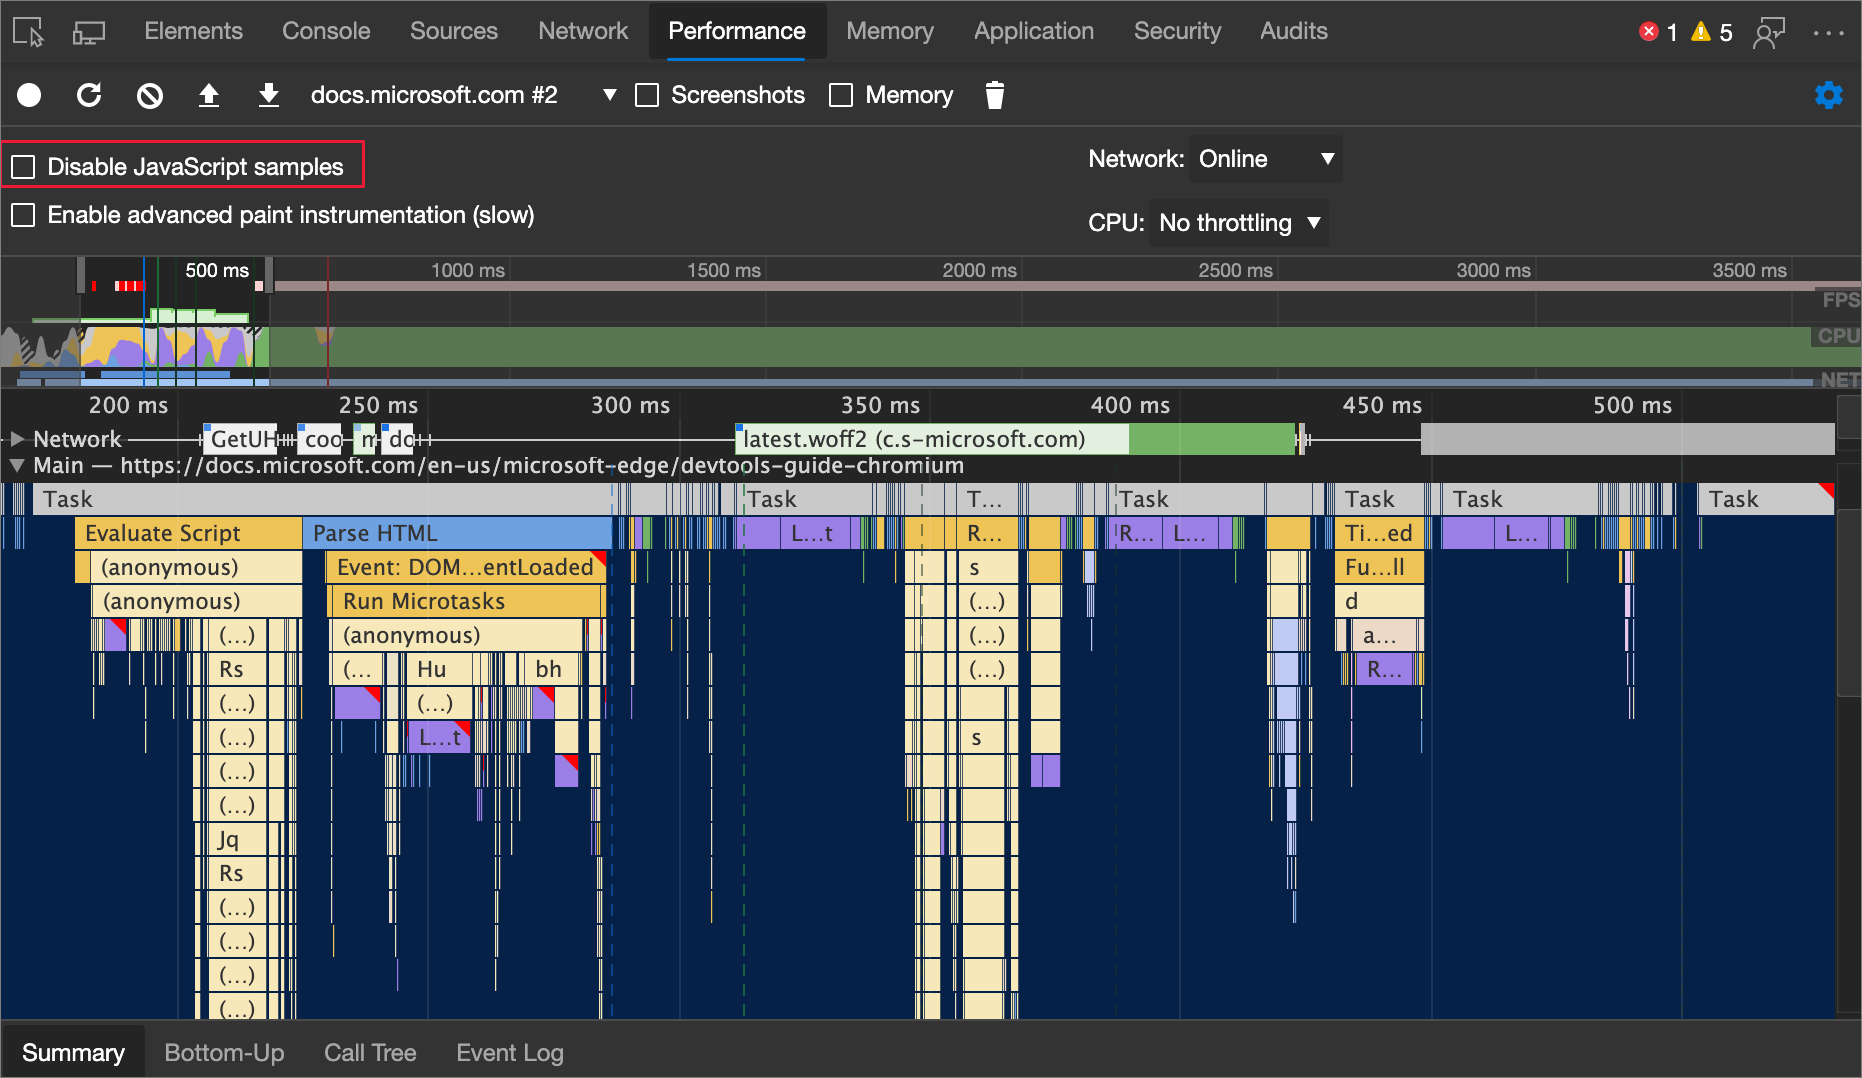 Elements Console Sources Network Performance Memory Application Security Audits 1 5
docs.microsoft.com #2 Screenshots Memory
Disable JavaScript samples
Network: Online
Enable advanced paint instrumentation (slow)
CPU: No throttling
500 ms 1000 ms 1500 ms 2000 ms 2500 ms 3000 ms 3500 ms
FPS
CPU
NET
200 ms 250 ms 300 ms 350 ms 400 ms 450 ms 500 ms
Network GetUH coo m do latest.woff2 (c.s-microsoft.com)
Main — https://docs.microsoft.com/en-us/microsoft-edge/devtools-guide-chromium
Task Task T... Task Task Task Task
Evaluate Script Parse HTML L...t R... R... L... Ti...ed L...
(anonymous) Event: DOM...entLoaded s Fu...ll
(anonymous) Run Microtasks (...) d
(...) (anonymous) (...) a...
Rs (... Hu bh (...) R...
(...) (...)
(...) L...t s
(...)
(...)
Jq
Rs
(...)
(...)
(...)
(...)
Summary Bottom-Up Call Tree Event Log